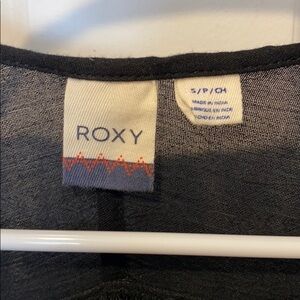 ROXY
S/P/CH
MADE IN INDIA
FABRIQUÉ EN INDE
HECHO EN INDIA